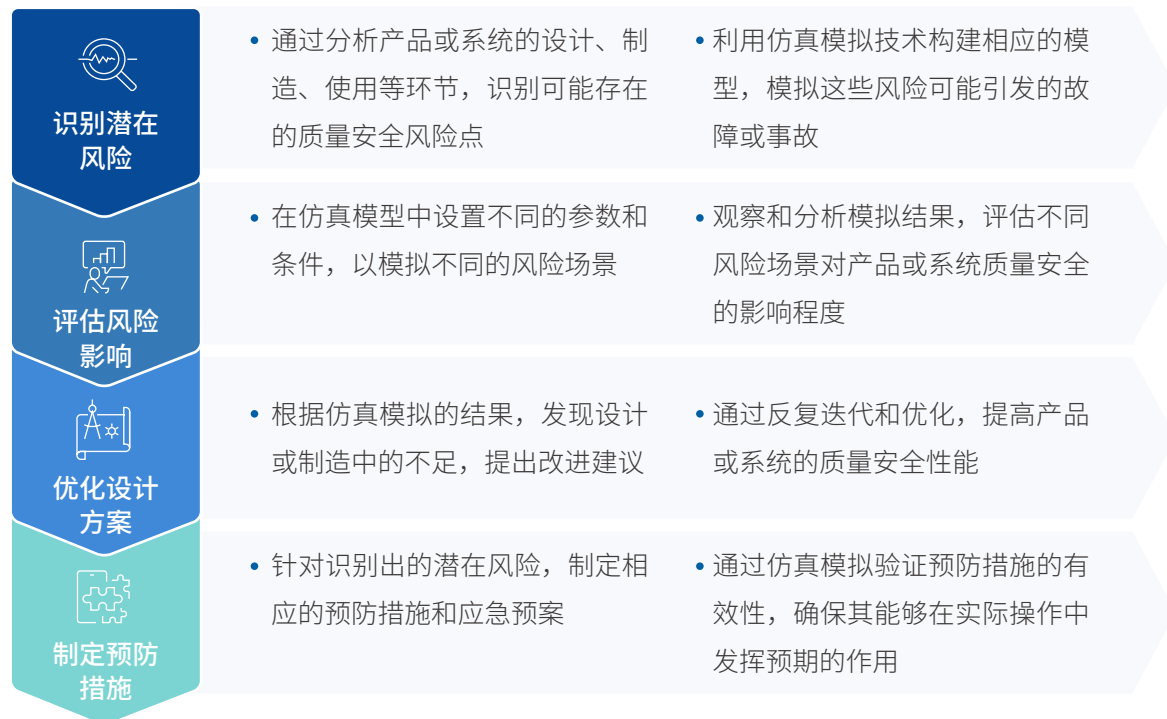 识别潜在
风险
• 通过分析产品或系统的设计、制
造、使用等环节，识别可能存在
的质量安全风险点
• 利用仿真模拟技术构建相应的模
型，模拟这些风险可能引发的故
障或事故
评估风险
影响
• 在仿真模型中设置不同的参数和
条件，以模拟不同的风险场景
• 观察和分析模拟结果，评估不同
风险场景对产品或系统质量安全
的影响程度
优化设计
方案
• 根据仿真模拟的结果，发现设计
或制造中的不足，提出改进建议
• 通过反复迭代和优化，提高产品
或系统的质量安全性能
制定预防
措施
• 针对识别出的潜在风险，制定相
应的预防措施和应急预案
• 通过仿真模拟验证预防措施的有
效性，确保其能够在实际操作中
发挥预期的作用